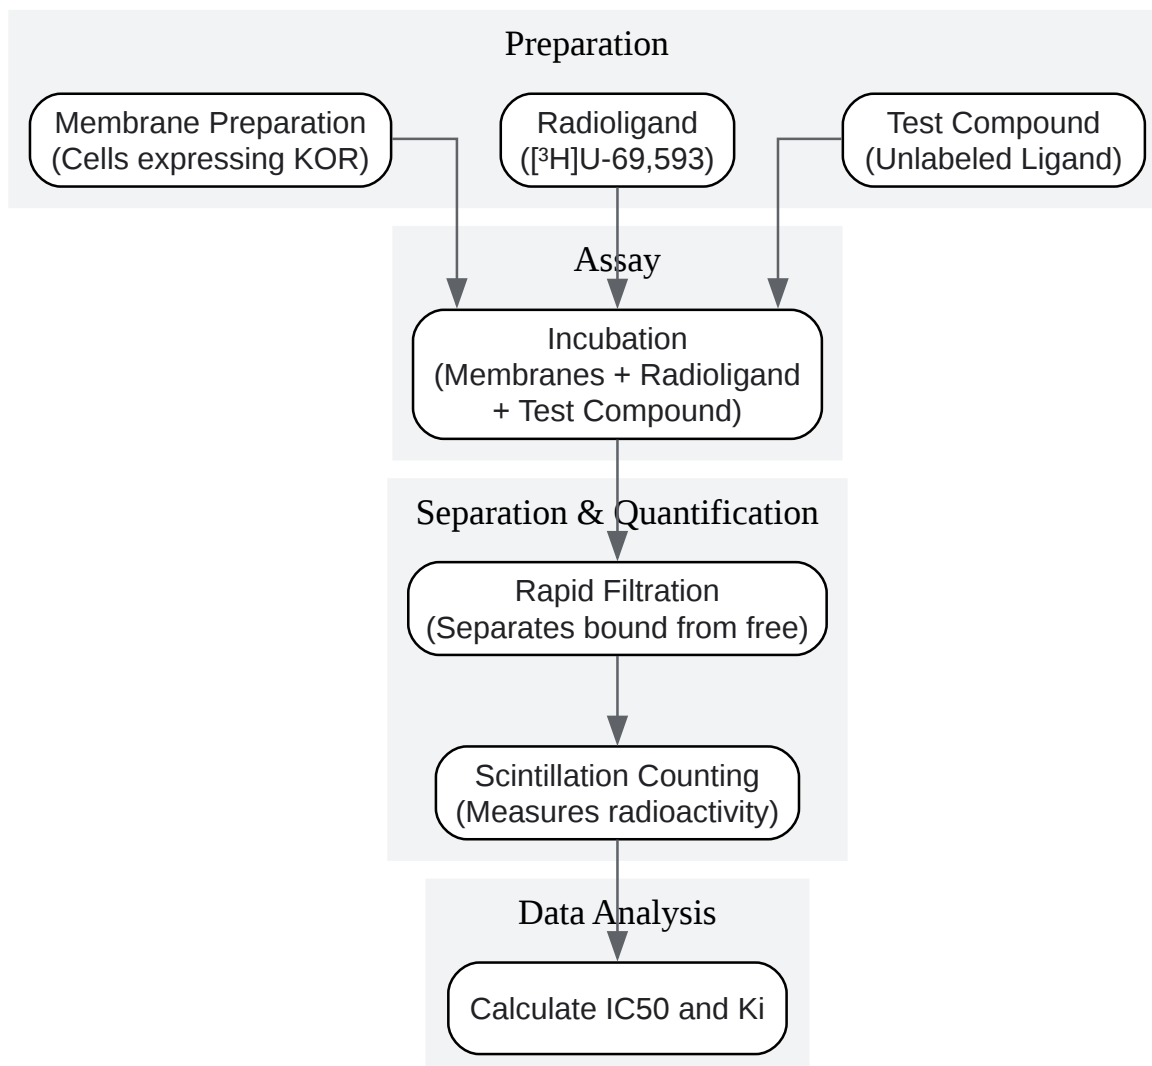 Preparation
Membrane Preparation
(Cells expressing KOR)
Radioligand
([³H]U-69,593)
Test Compound
(Unlabeled Ligand)
Assay
Incubation
(Membranes + Radioligand
+ Test Compound)
Separation & Quantification
Rapid Filtration
(Separates bound from free)
Scintillation Counting
(Measures radioactivity)
Data Analysis
Calculate IC50 and Ki